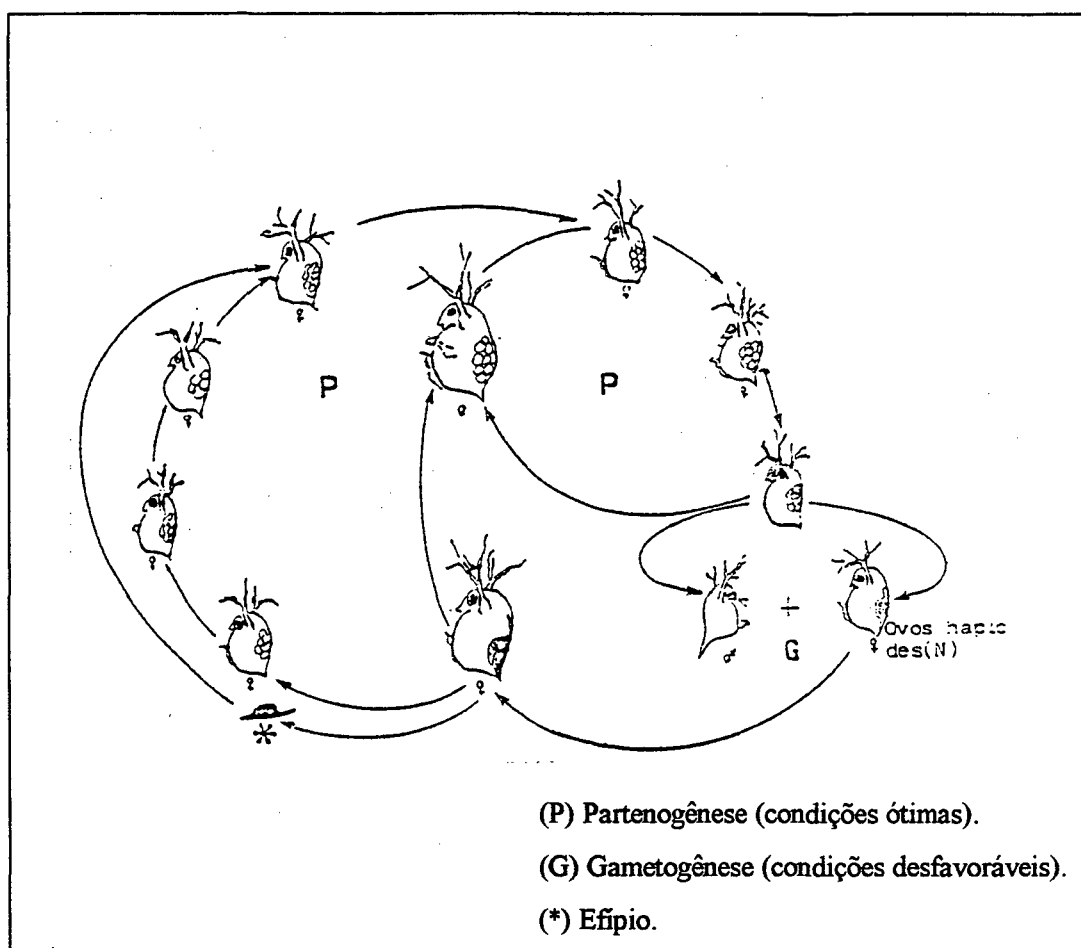 P
P
+
G
Ovos haplo
des(N)
*
(P) Partenogênese (condições ótimas).
(G) Gametogênese (condições desfavoráveis).
(*) Efípio.